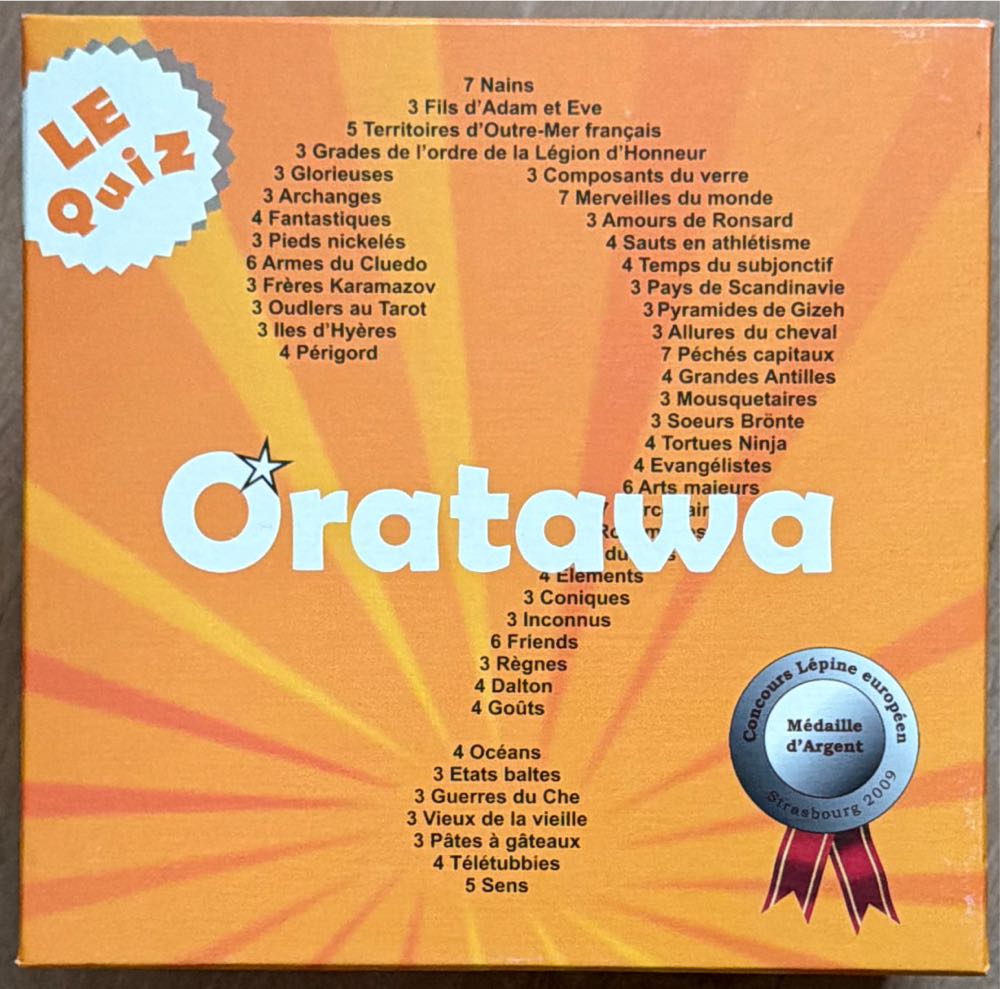 LE
Quiz
7 Nains
3 Fils d'Adam et Eve
5 Territoires d'Outre-Mer français
3 Grades de l'ordre de la Légion d'Honneur
3 Glorieuses
3 Archanges
4 Fantastiques
3 Pieds nickelés
6 Armes du Cluedo
3 Frères Karamazov
3 Oudlers au Tarot
3 Iles d'Hyères
4 Périgord
3 Composants du verre
7 Merveilles du monde
3 Amours de Ronsard
4 Sauts en athlétisme
4 Temps du subjonctif
3 Pays de Scandinavie
3 Pyramides de Gizeh
3 Allures du cheval
7 Péchés capitaux
4 Grandes Antilles
3 Mousquetaires
3 Soeurs Brönte
4 Tortues Ninja
4 Evangélistes
6 Arts majeurs
Oratawa
4 Elements
3 Coniques
3 Inconnus
6 Friends
3 Règnes
4 Dalton
4 Goûts
4 Océans
3 Etats baltes
3 Guerres du Che
3 Vieux de la vieille
3 Pâtes à gâteaux
4 Télétubbies
5 Sens
Concours Lépine européen
Médaille
d'Argent
Strasbourg 2009